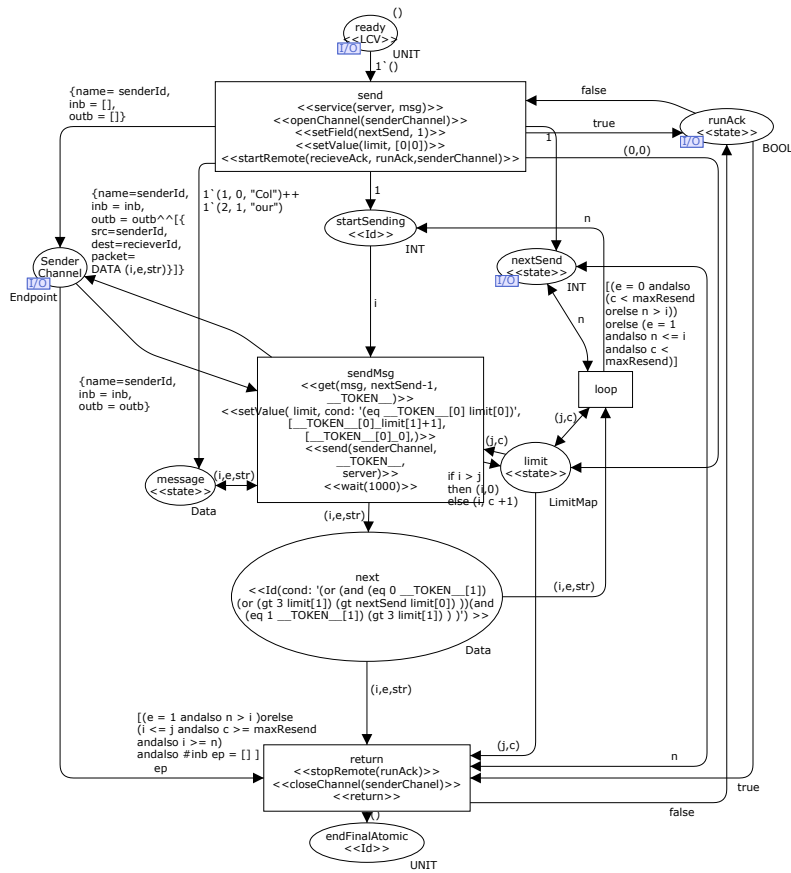 ()
ready
<<LCV>>
I/O
UNIT
1`()
{name= senderId,
inb = [],
outb = []}
send
<<service(server, msg)>>
<<openChannel(senderChannel)>>
<<setField(nextSend, 1)>>
<<setValue(limit, [0|0])>>
<<startRemote(recieveAck, runAck,senderChannel)>>
false
true
1
(0,0)
runAck
<<state>>
I/O
BOOL
{name=senderId,
inb = inb,
outb = outb^^[{
src=senderId,
dest=recieverId,
packet=
DATA (i,e,str)}]}
1`(1, 0, "Col")++
1`(2, 1, "our")
1
startSending
<<Id>>
INT
n
Sender
Channel
I/O
Endpoint
nextSend
<<state>>
I/O
INT
i
n
[(e = 0 andalso
(c < maxResend
orelse n > i))
orelse (e = 1
andalso n <= i
andalso c <
maxResend)]
{name=senderId,
inb = inb,
outb = outb}
sendMsg
<<get(msg, nextSend-1,
__TOKEN__)>>
<<setValue( limit, cond: '(eq __TOKEN__[0] limit[0])',
[__TOKEN__[0]_limit[1]+1],
[__TOKEN__[0]_0],)>>
<<send(senderChannel,
__TOKEN__,
server)>>
<<wait(1000)>>
loop
(j,c)
(j,c)
limit
<<state>>
LimitMap
if i > j
then (i,0)
else (i, c +1)
message
<<state>>
Data
(i,e,str)
(i,e,str)
next
<<Id(cond: '(or (and (eq 0 __TOKEN__[1])
(or (gt 3 limit[1]) (gt nextSend limit[0]) ))(and
(eq 1 __TOKEN__[1]) (gt 3 limit[1]) ) )') >>
Data
(i,e,str)
(i,e,str)
[(e = 1 andalso n > i )orelse
(i <= j andalso c >= maxResend
andalso i >= n)
andalso #inb ep = [] ]
ep
return
<<stopRemote(runAck)>>
<<closeChannel(senderChanel)>>
<<return>>
(j,c)
n
true
false
()
endFinalAtomic
<<Id>>
UNIT